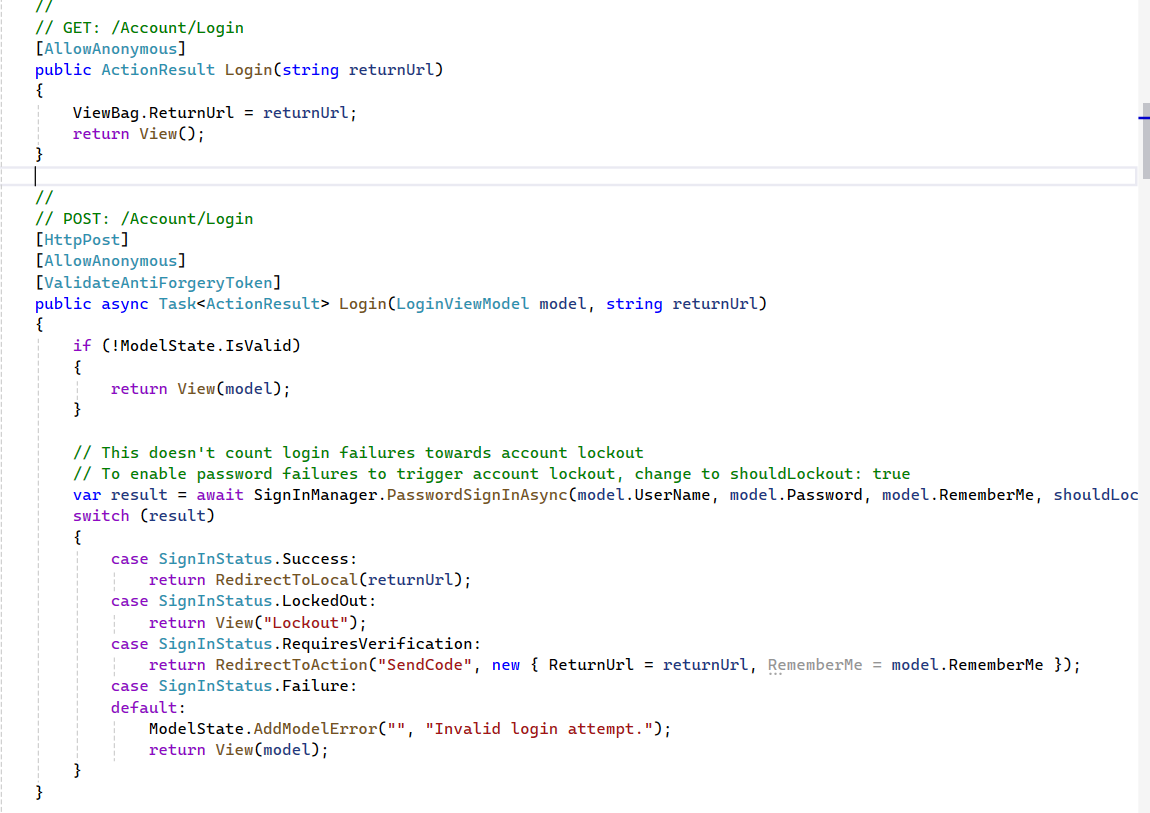 //
// GET: /Account/Login
[AllowAnonymous]
public ActionResult Login(string returnUrl)
{
ViewBag.ReturnUrl = returnUrl;
return View();
}
//
// POST: /Account/Login
[HttpPost]
[AllowAnonymous]
[ValidateAntiForgeryToken]
public async Task<ActionResult> Login(LoginViewModel model, string returnUrl)
{
if (!ModelState.IsValid)
{
return View(model);
}
// This doesn't count login failures towards account lockout
// To enable password failures to trigger account lockout, change to shouldLockout: true
var result = await SignInManager.PasswordSignInAsync(model.UserName, model.Password, model.RememberMe, shouldLoc
switch (result)
{
case SignInStatus.Success:
return RedirectToLocal(returnUrl);
case SignInStatus.LockedOut:
return View("Lockout");
case SignInStatus.RequiresVerification:
return RedirectToAction("SendCode", new { ReturnUrl = returnUrl, RememberMe = model.RememberMe });
case SignInStatus.Failure:
default:
ModelState.AddModelError("", "Invalid login attempt.");
return View(model);
}
}